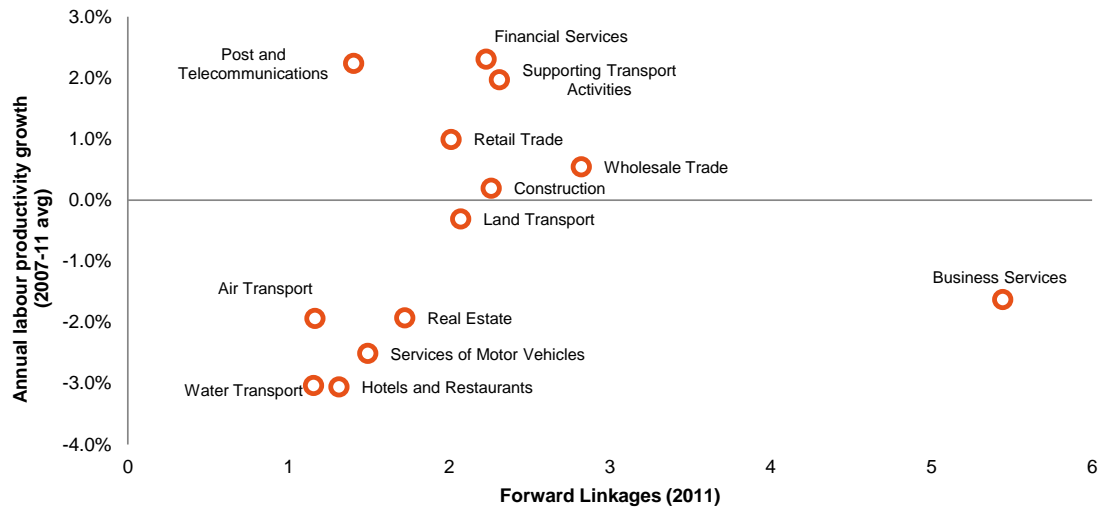 3.0%
2.0%
1.0%
0.0%
-1.0%
-2.0%
-3.0%
-4.0%
Annual labour productivity growth
(2007-11 avg)
Post and
Telecommunications
Financial Services
Supporting Transport
Activities
Retail Trade
Wholesale Trade
Construction
Land Transport
Business Services
Air Transport
Real Estate
Services of Motor Vehicles
Water Transport
Hotels and Restaurants
0 1 2 3 4 5 6
Forward Linkages (2011)